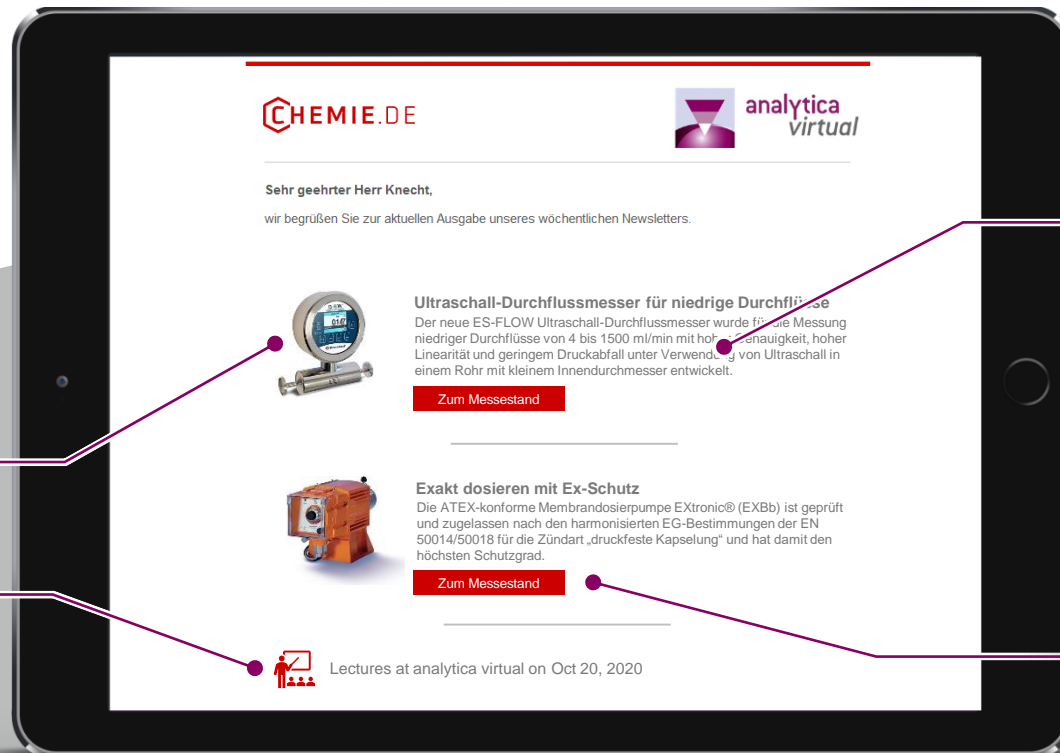 CHEMIE.DE
analytica
virtual
Sehr geehrter Herr Knecht,
wir begrüßen Sie zur aktuellen Ausgabe unseres wöchentlichen Newsletters.
Ultraschall-Durchflussmesser für niedrige Durchflüsse
Der neue ES-FLOW Ultraschall-Durchflussmesser wurde für die Messung
niedriger Durchflüsse von 4 bis 1500 ml/min mit hoher Genauigkeit, hoher
Linearität und geringem Druckabfall unter Verwendung von Ultraschall in
einem Rohr mit kleinem Innendurchmesser entwickelt.
Zum Messestand
Exakt dosieren mit Ex-Schutz
Die ATEX-konforme Membrandosierpumpe EXtronic® (EXBb) ist geprüft
und zugelassen nach den harmonisierten EG-Bestimmungen der EN
50014/50018 für die Zündart „druckfeste Kapselung“ und hat damit den
höchsten Schutzgrad.
Zum Messestand
Lectures at analytica virtual on Oct 20, 2020